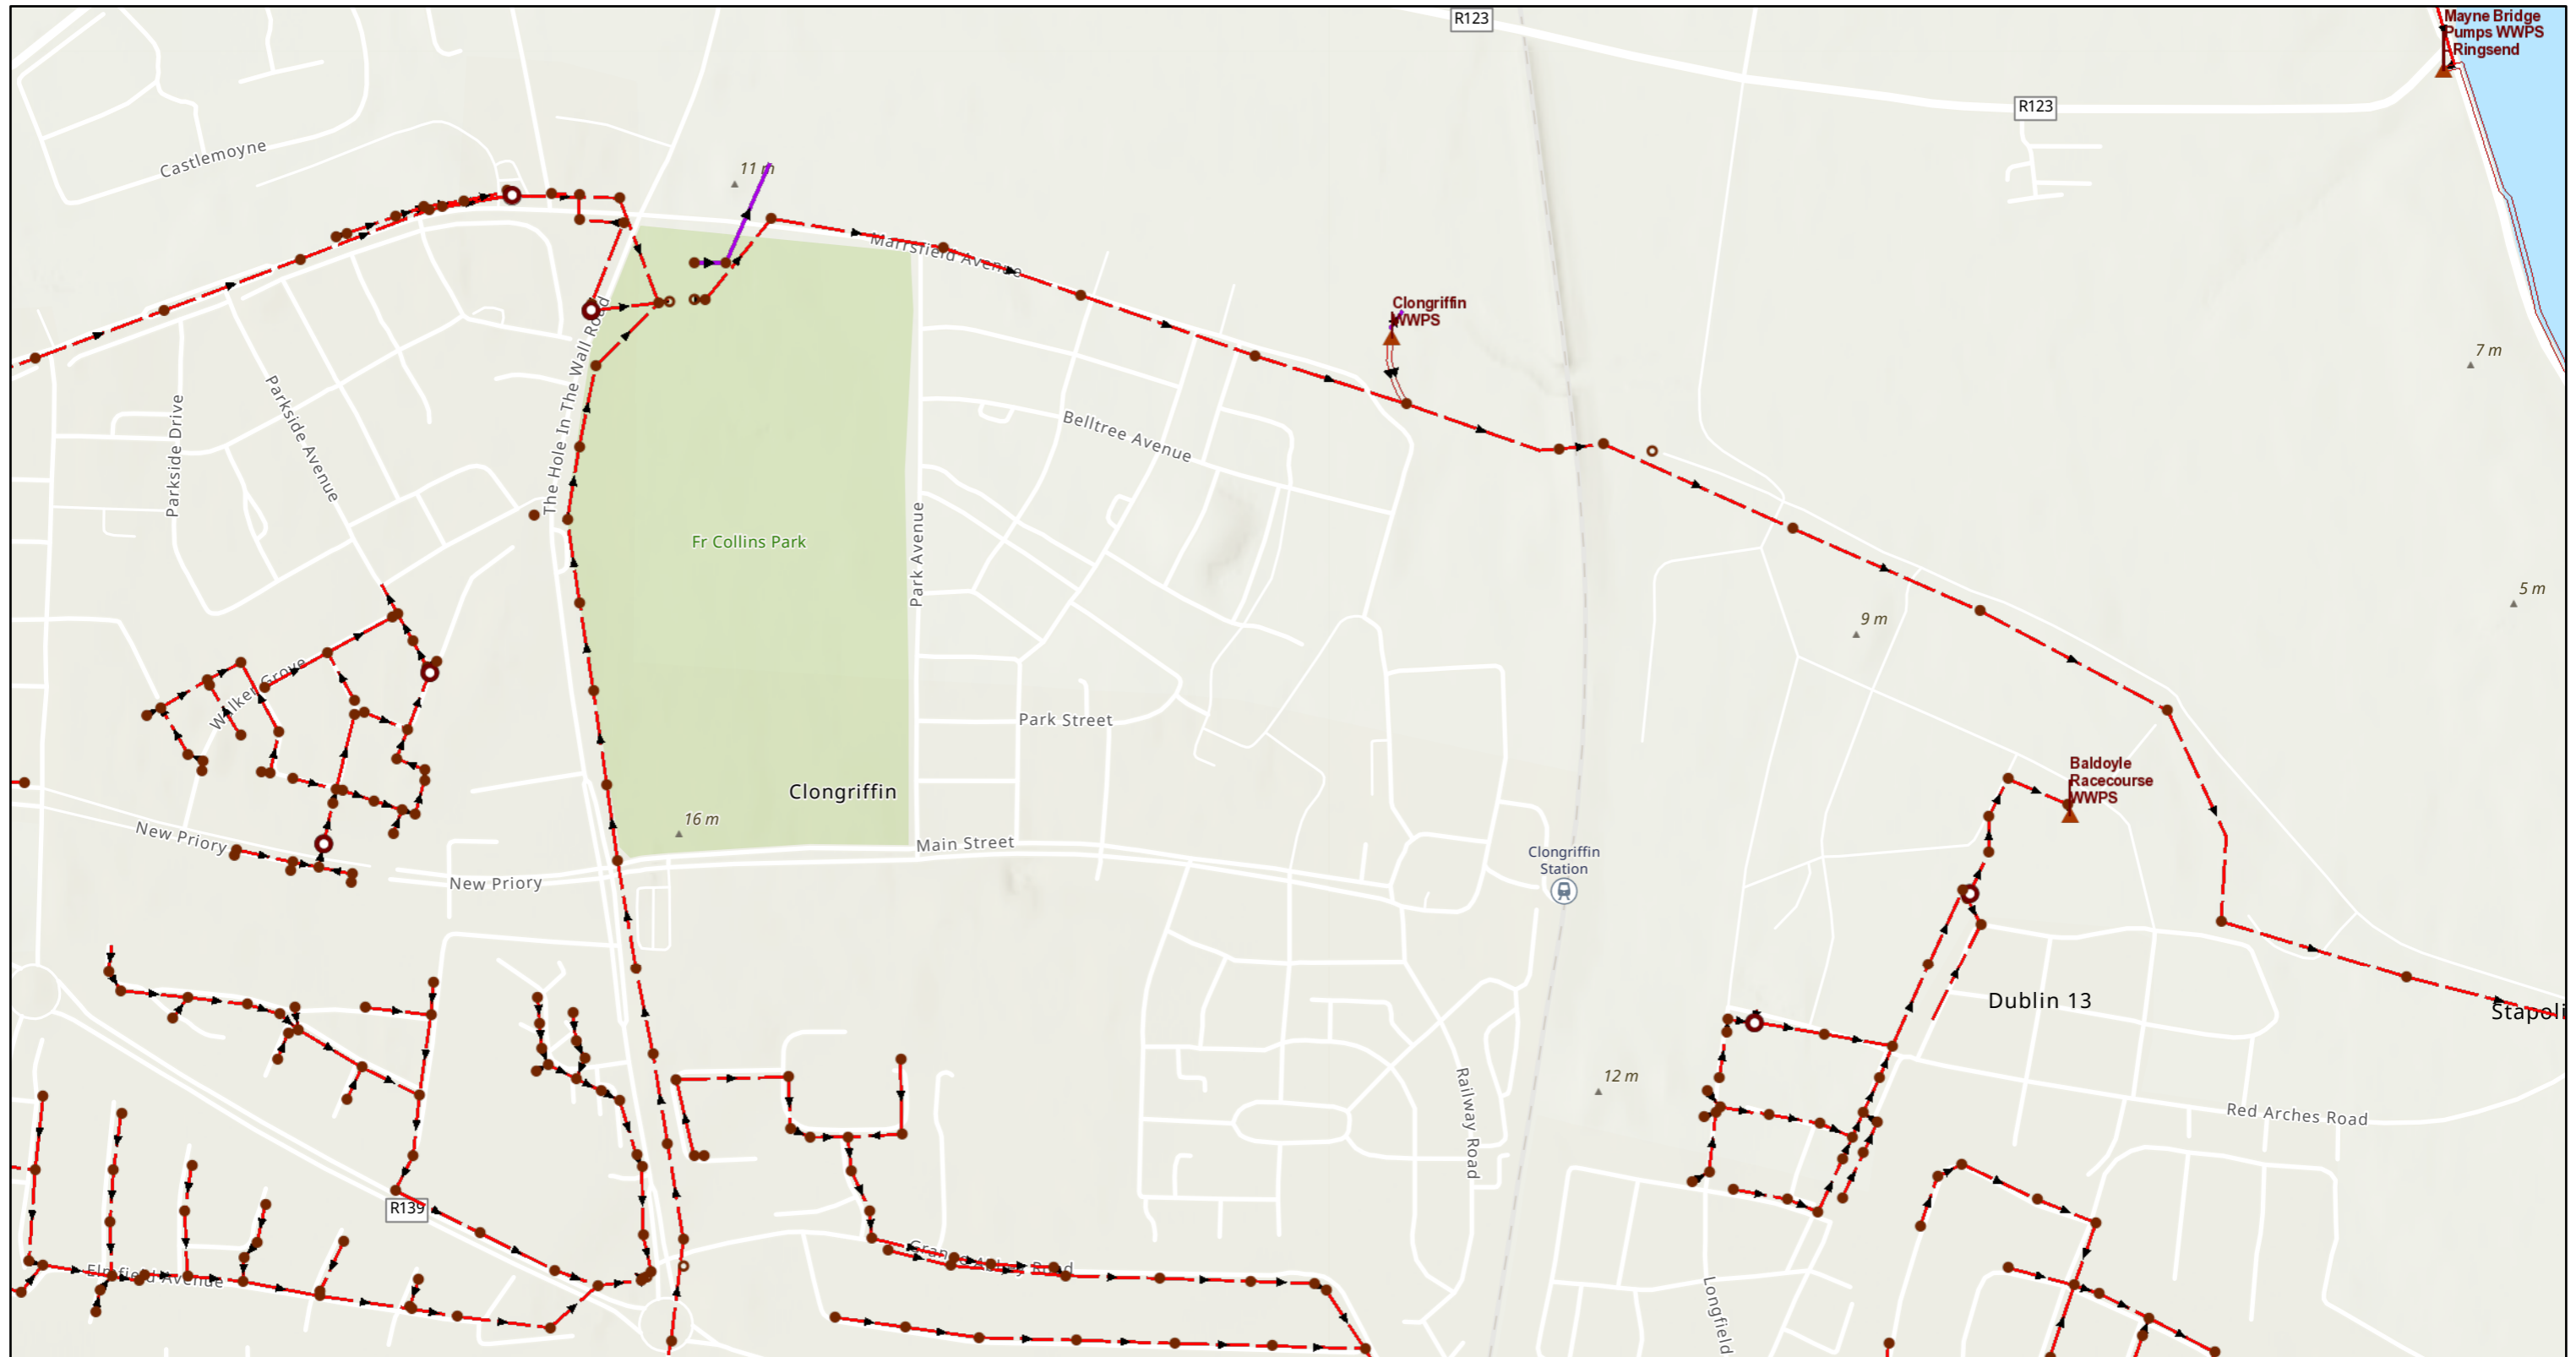 R123
Mayne Bridge
Pumps WWPS
-Ringsend
R123
Castlemoyne
11 m
Marrsfield Avenue
Clongriffin
WWPS
7 m
The Hole In The Wall Road
Parkside Drive
Parkside Avenue
Belltree Avenue
Fr Collins Park
Park Avenue
5 m
9 m
Walker Grove
Park Street
Baldoyle
Racecourse
WWPS
Clongriffin
16 m
New Priory
Main Street
Clongriffin
Station
New Priory
Dublin 13
Stapoli
12 m
Railway Road
Red Arches Road
R139
Grange Abbey Road
Elmfield Avenue
Longfield